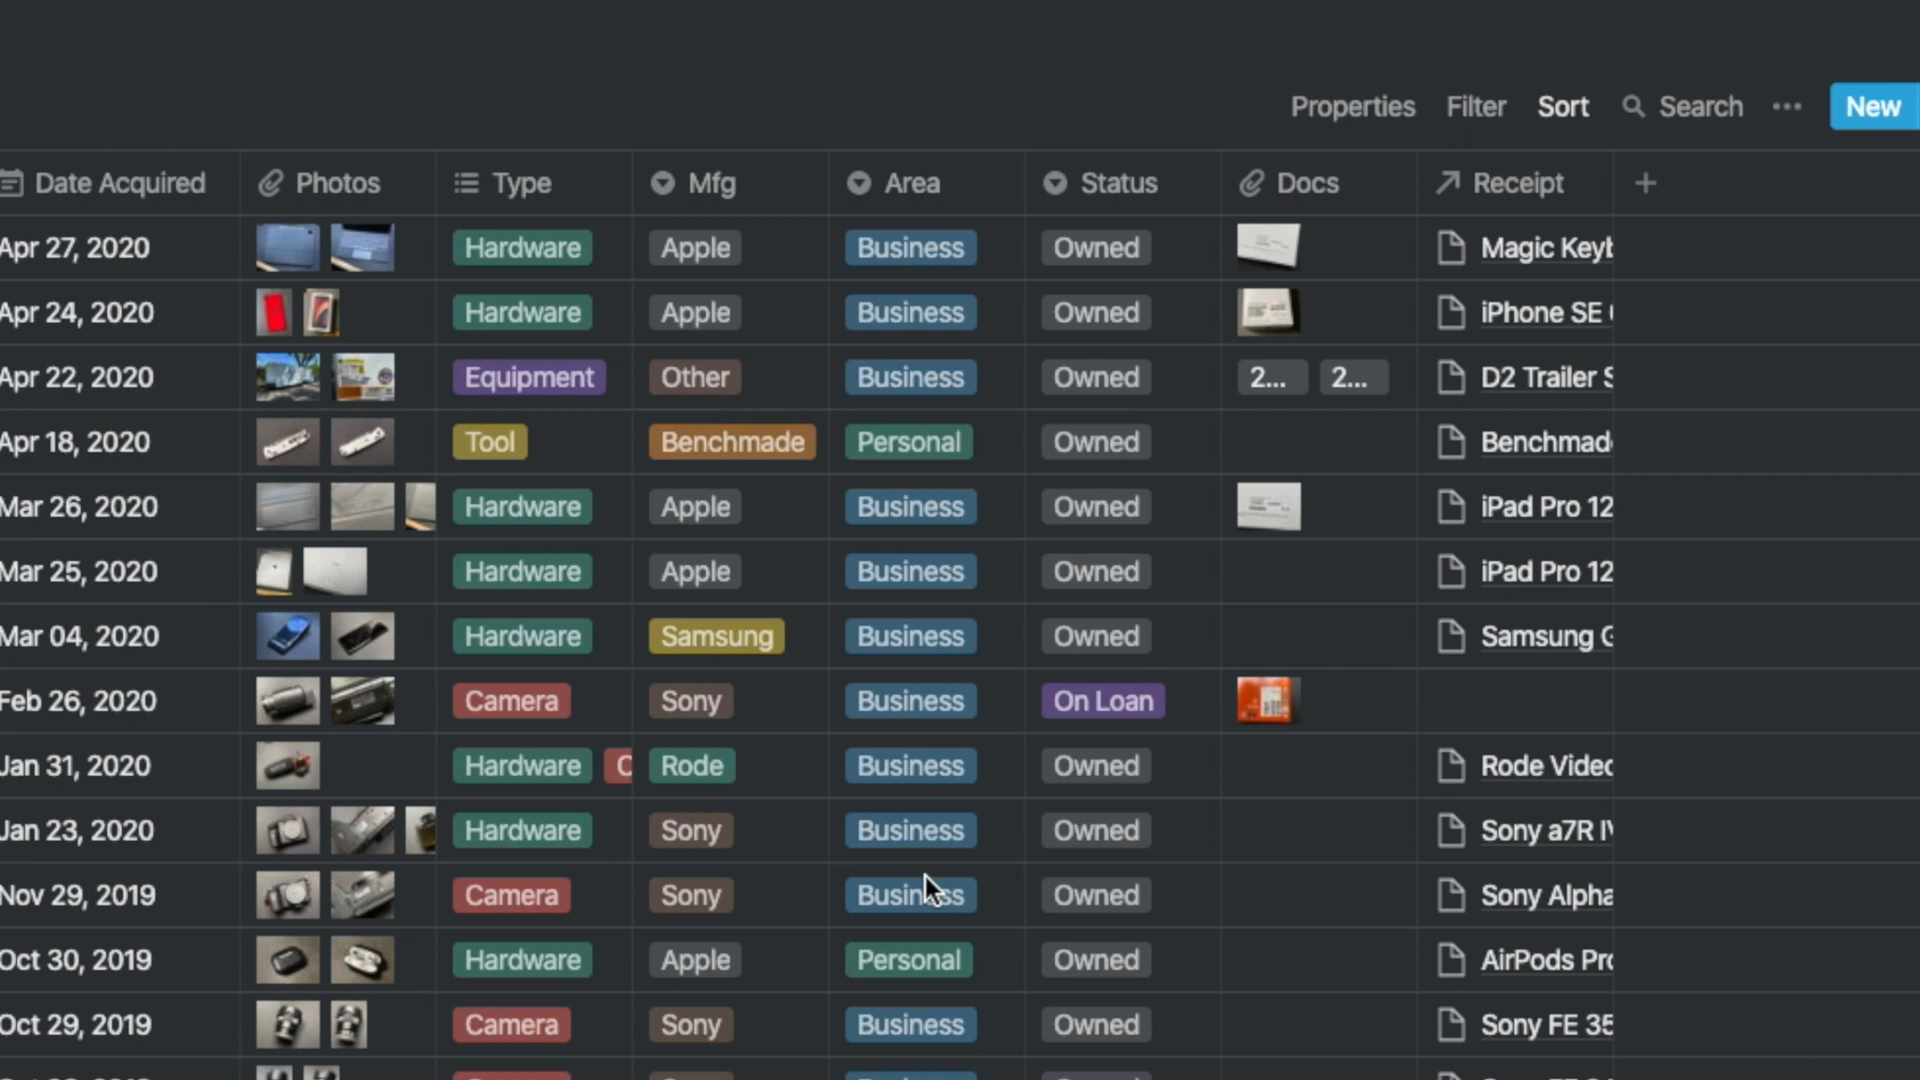 Properties Filter Sort Search ••• New
Date Acquired Photos Type Mfg Area Status Docs Receipt +
Apr 27, 2020 Hardware Apple Business Owned Magic Keyb
Apr 24, 2020 Hardware Apple Business Owned iPhone SE
Apr 22, 2020 Equipment Other Business Owned 2... 2... D2 Trailer S
Apr 18, 2020 Tool Benchmade Personal Owned Benchmade
Mar 26, 2020 Hardware Apple Business Owned iPad Pro 12
Mar 25, 2020 Hardware Apple Business Owned iPad Pro 12
Mar 04, 2020 Hardware Samsung Business Owned Samsung G
Feb 26, 2020 Camera Sony Business On Loan
Jan 31, 2020 Hardware C Rode Business Owned Rode Video
Jan 23, 2020 Hardware Sony Business Owned Sony a7R IV
Nov 29, 2019 Camera Sony Business Owned Sony Alpha
Oct 30, 2019 Hardware Apple Personal Owned AirPods Pro
Oct 29, 2019 Camera Sony Business Owned Sony FE 35